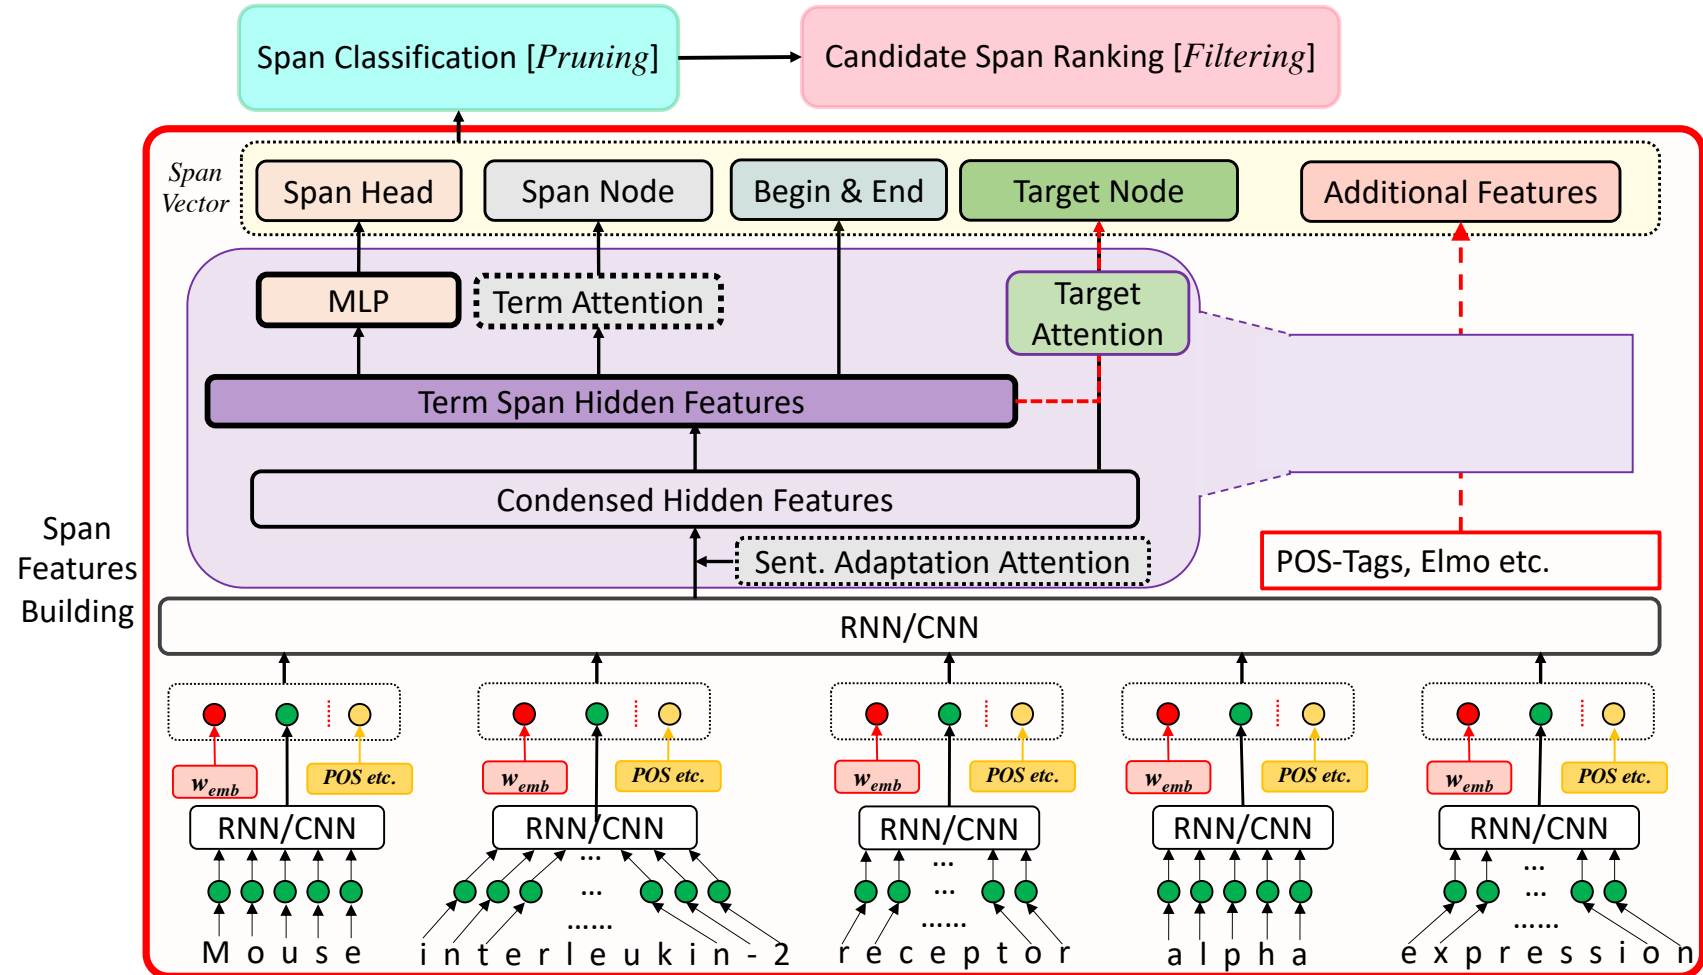 Span Classification [Pruning]
Candidate Span Ranking [Filtering]
Span
Vector
Span Head
Span Node
Begin & End
Target Node
Additional Features
MLP
Term Attention
Target
Attention
Term Span Hidden Features
Condensed Hidden Features
Sent. Adaptation Attention
POS-Tags, Elmo etc.
Span
Features
Building
RNN/CNN
w_emb
POS etc.
w_emb
POS etc.
w_emb
POS etc.
w_emb
POS etc.
w_emb
POS etc.
RNN/CNN
RNN/CNN
RNN/CNN
RNN/CNN
RNN/CNN
...
...
...
...
...
...
......
......
......
M o u s e
i n t e r l e u k i n - 2
r e c e p t o r
a l p h a
e x p r e s s i o n